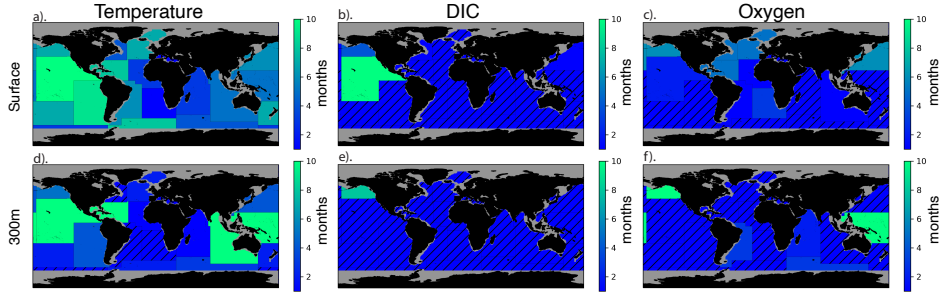 Temperature DIC Oxygen
a). b). c).
Surface
10 8 6 4 2 months
10 8 6 4 2 months
10 8 6 4 2 months
d). e). f).
300m
10 8 6 4 2 months
10 8 6 4 2 months
10 8 6 4 2 months